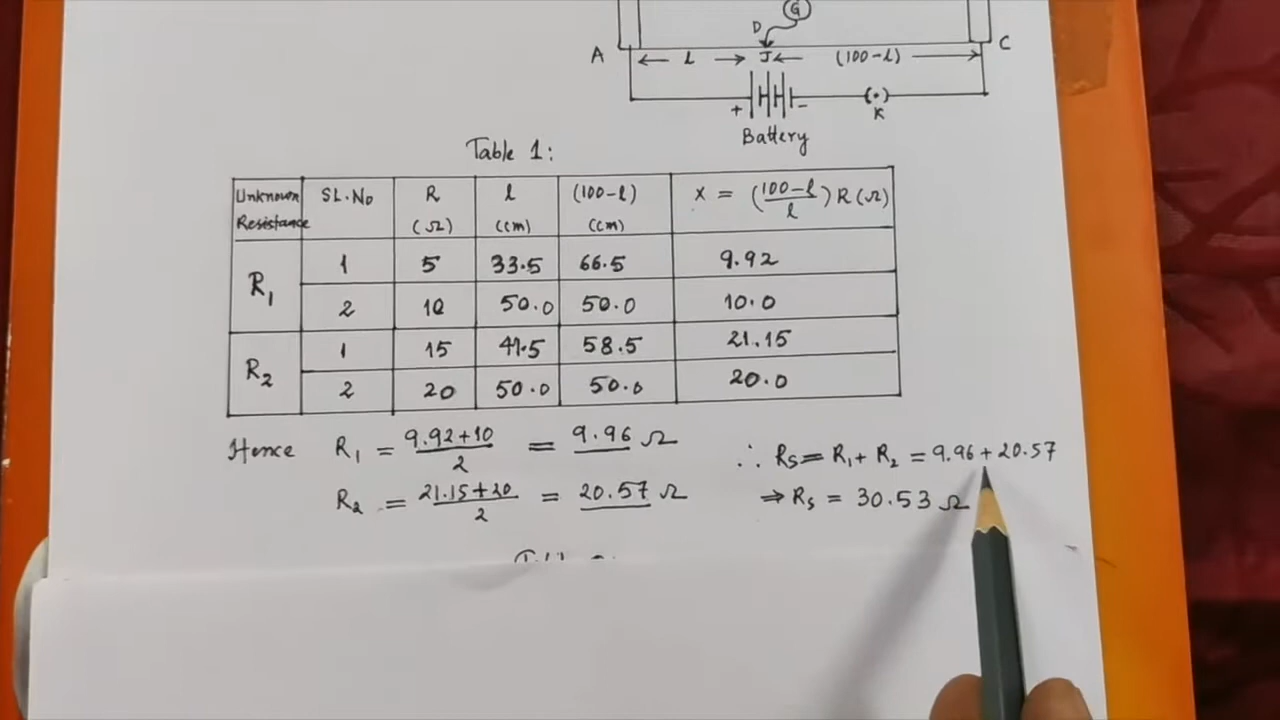 G
D
A ← l → J ← (100-l) → C
+ - (•)
K
Battery
Table 1:
Unknown Resistance SL.No R (Ω) l (cm) (100-l) (cm) X = (100-l/l) R (Ω)
R1 1 5 33.5 66.5 9.92
2 10 50.0 50.0 10.0
R2 1 15 41.5 58.5 21.15
2 20 50.0 50.0 20.0
Hence R1 = 9.92+10/2 = 9.96 Ω
R2 = 21.15+20/2 = 20.57 Ω
∴ Rs = R1 + R2 = 9.96 + 20.57
⇒ Rs = 30.53 Ω